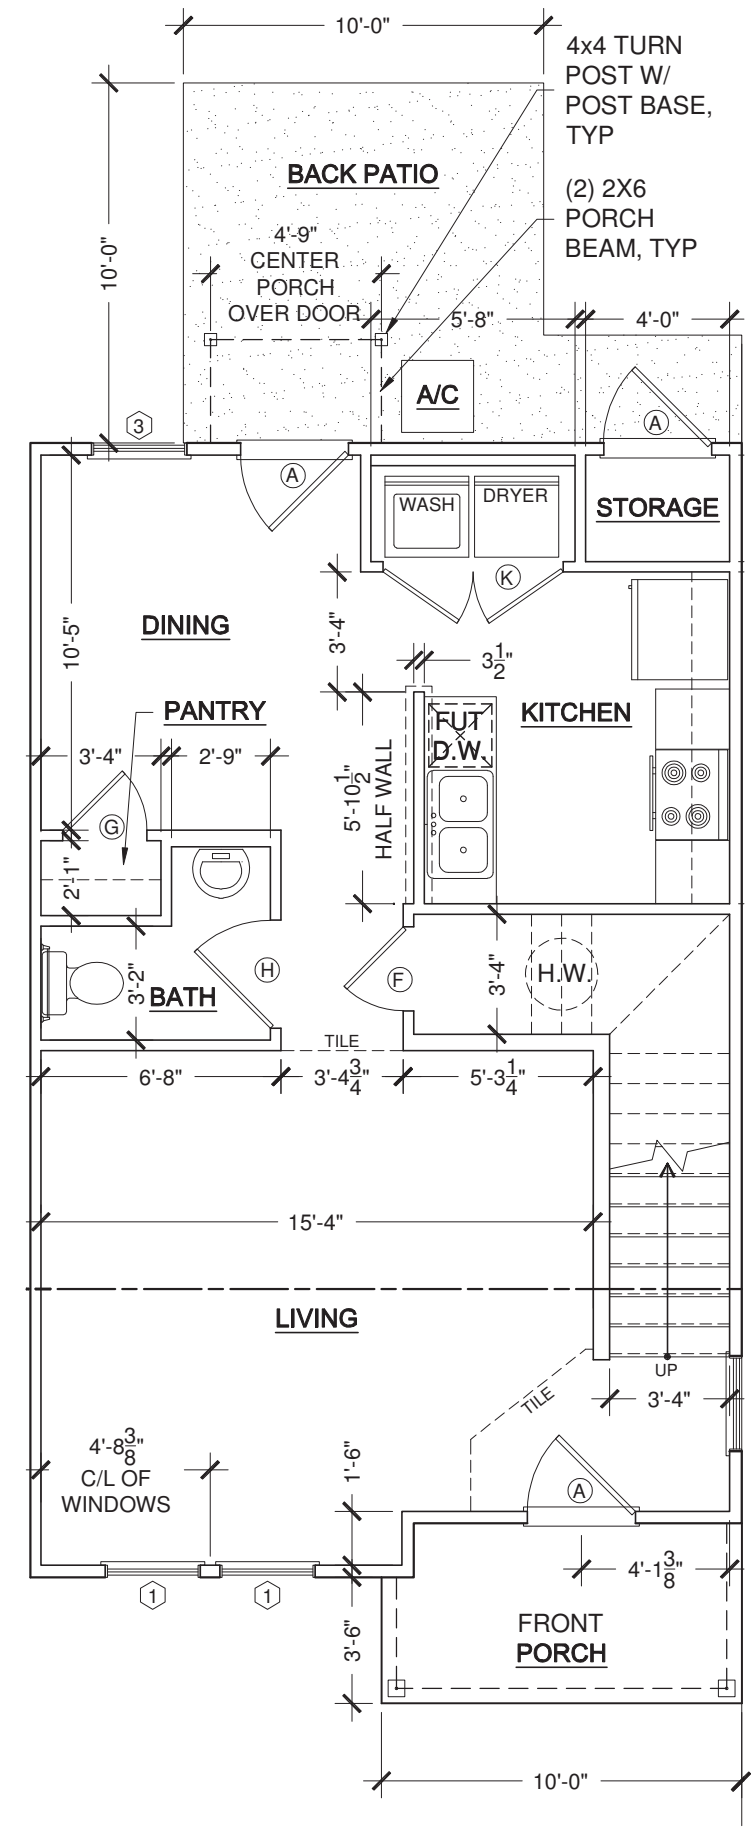 10'-0"
4x4 TURN
POST W/
POST BASE,
TYP
BACK PATIO
(2) 2X6
PORCH
BEAM, TYP
10'-0"
4'-9"
CENTER
PORCH
OVER DOOR
5'-8"
4'-0"
A/C
3
A
A
WASH
DRYER
STORAGE
K
DINING
10'-5"
3'-4"
3 1/2"
PANTRY
KITCHEN
FUT
D.W.
3'-4"
2'-9"
5'-10 1/2"
HALF WALL
G
2'-1"
H
F
3'-2"
BATH
3'-4"
H.W.
TILE
6'-8"
3'-4 3/4"
5'-3 1/4"
15'-4"
LIVING
UP
TILE
3'-4"
4'-8 3/8"
C/L OF
WINDOWS
1'-6"
A
4'-1 3/8"
1
1
3'-6"
FRONT
PORCH
10'-0"